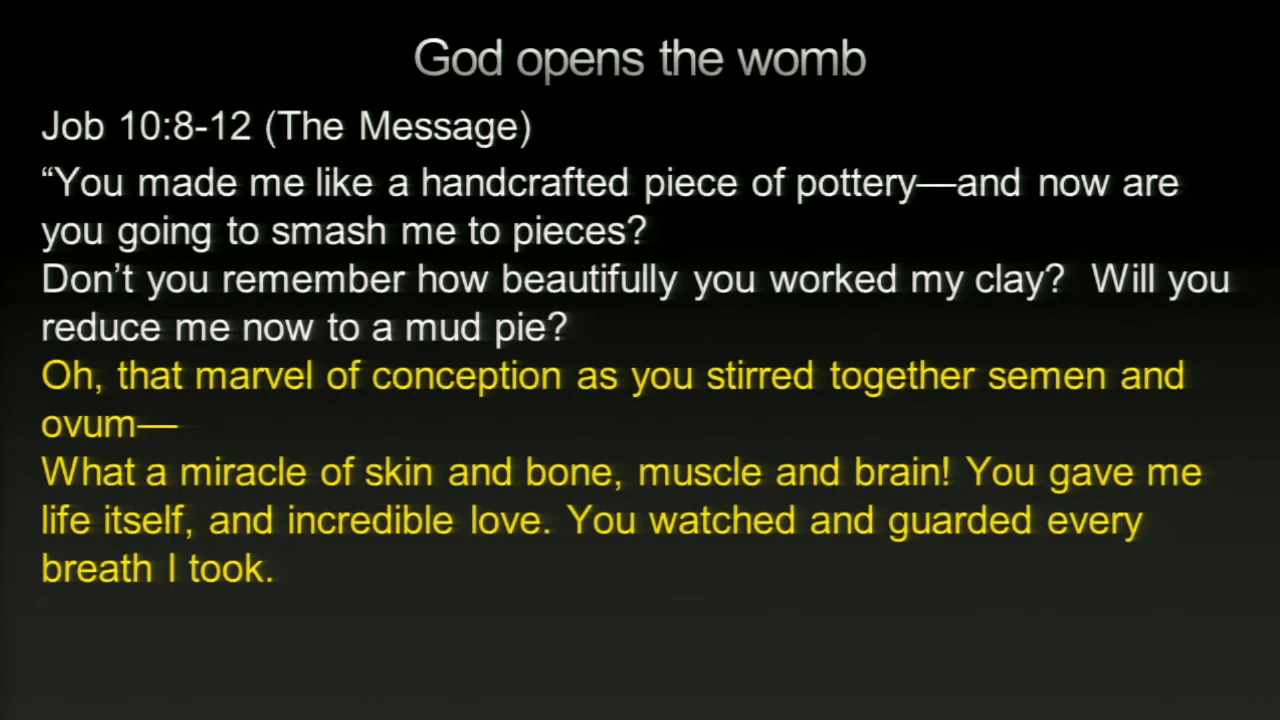 God opens the womb
Job 10:8-12 (The Message)
“You made me like a handcrafted piece of pottery—and now are
you going to smash me to pieces?
Don’t you remember how beautifully you worked my clay?  Will you
reduce me now to a mud pie?
Oh, that marvel of conception as you stirred together semen and
ovum—
What a miracle of skin and bone, muscle and brain! You gave me
life itself, and incredible love. You watched and guarded every
breath I took.